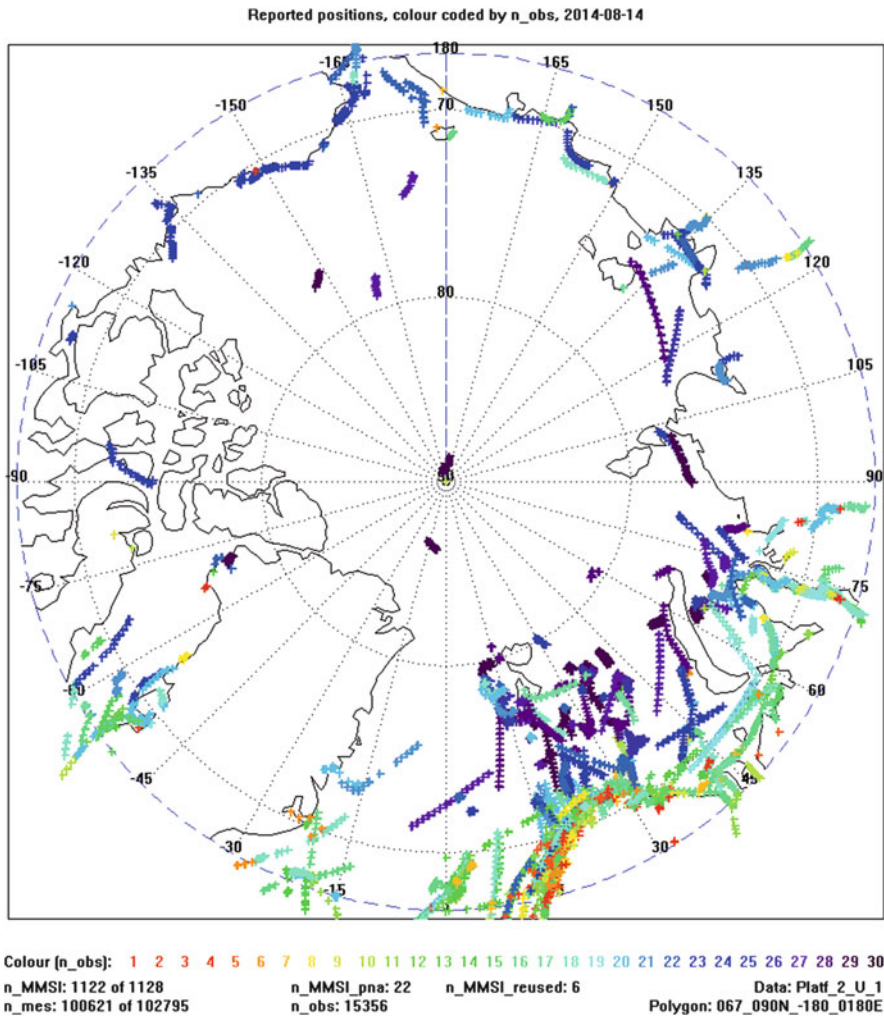 Reported positions, colour coded by n_obs, 2014-08-14
-165 180 165
-150 70 150
-135 135
-120 120
80
-105 105
-90 90
-75 75
-60 60
-45 45
-30 30
-15
Colour (n_obs): 1 2 3 4 5 6 7 8 9 10 11 12 13 14 15 16 17 18 19 20 21 22 23 24 25 26 27 28 29 30
n_MMSI: 1122 of 1128 n_MMSI_pna: 22 n_MMSI_reused: 6 Data: Platf_2_U_1
n_mes: 100621 of 102795 n_obs: 15356 Polygon: 067_090N_-180_0180E